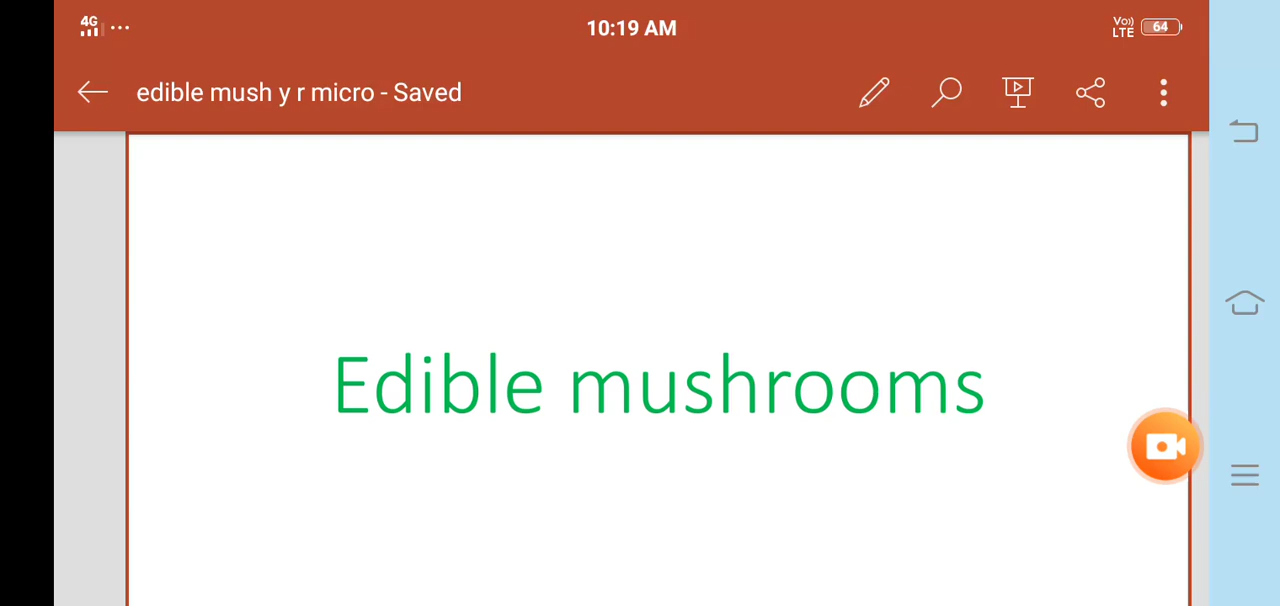 4G
10:19 AM
Vo))
LTE
64
edible mush y r micro - Saved
Edible mushrooms